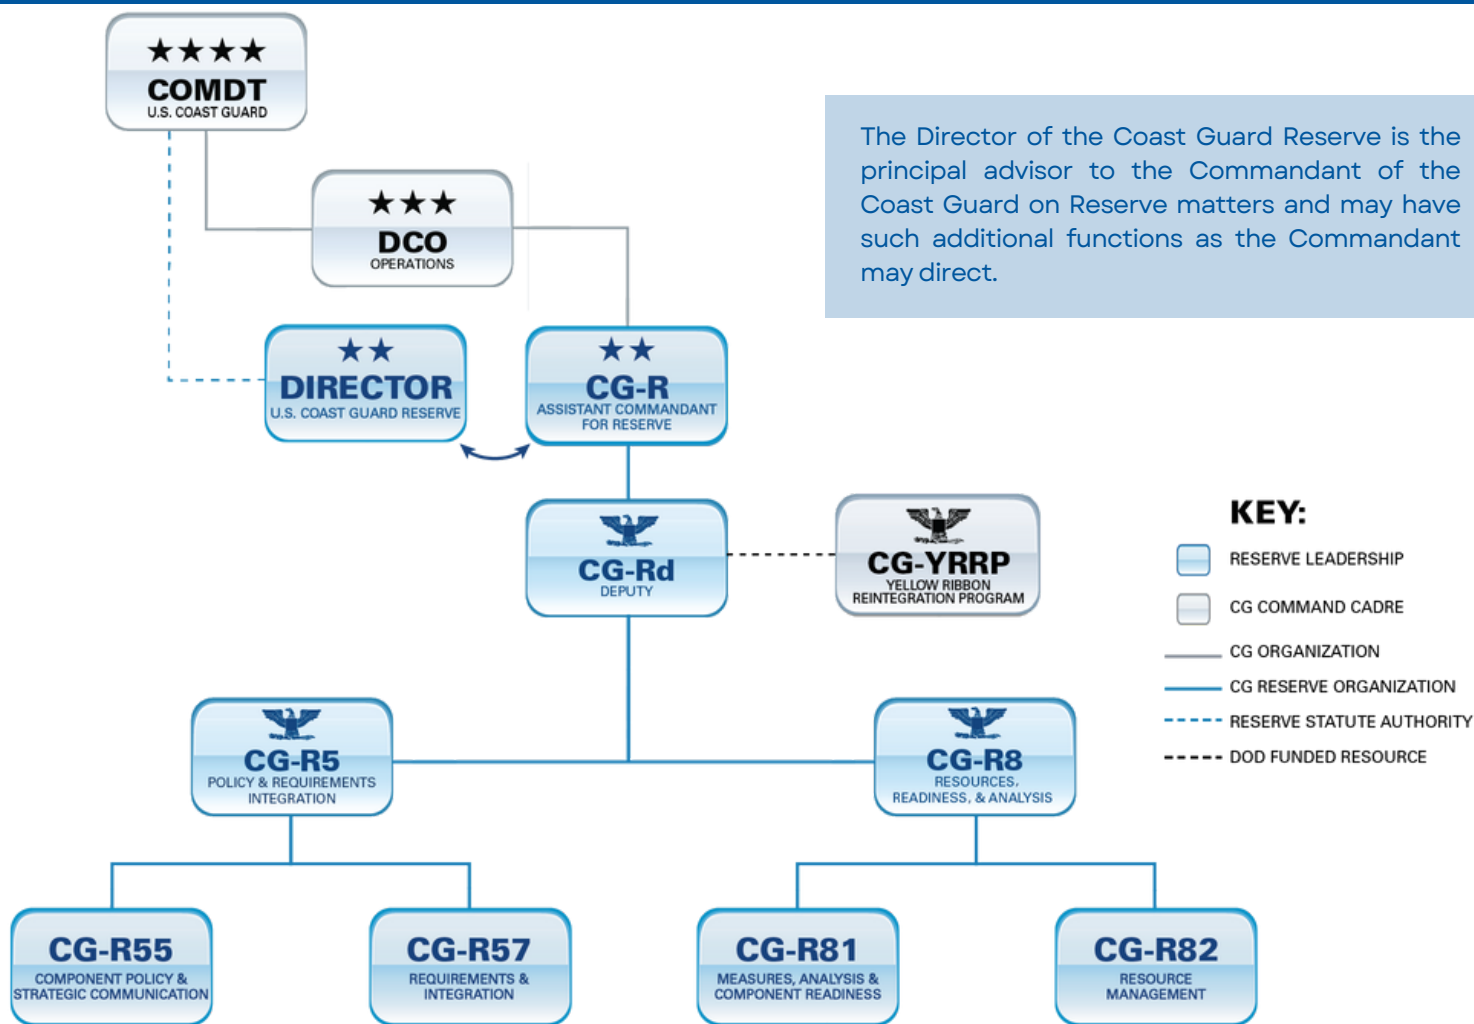 COMDT
U.S. COAST GUARD
The Director of the Coast Guard Reserve is the
principal advisor to the Commandant of the
Coast Guard on Reserve matters and may have
such additional functions as the Commandant
may direct.
DCO
OPERATIONS
DIRECTOR
U.S. COAST GUARD RESERVE
CG-R
ASSISTANT COMMANDANT
FOR RESERVE
CG-Rd
DEPUTY
CG-YRRP
YELLOW RIBBON
REINTEGRATION PROGRAM
KEY:
RESERVE LEADERSHIP
CG COMMAND CADRE
CG ORGANIZATION
CG RESERVE ORGANIZATION
RESERVE STATUTE AUTHORITY
DOD FUNDED RESOURCE
CG-R5
POLICY & REQUIREMENTS
INTEGRATION
CG-R8
RESOURCES,
READINESS, & ANALYSIS
CG-R55
COMPONENT POLICY &
STRATEGIC COMMUNICATION
CG-R57
REQUIREMENTS &
INTEGRATION
CG-R81
MEASURES, ANALYSIS &
COMPONENT READINESS
CG-R82
RESOURCE
MANAGEMENT